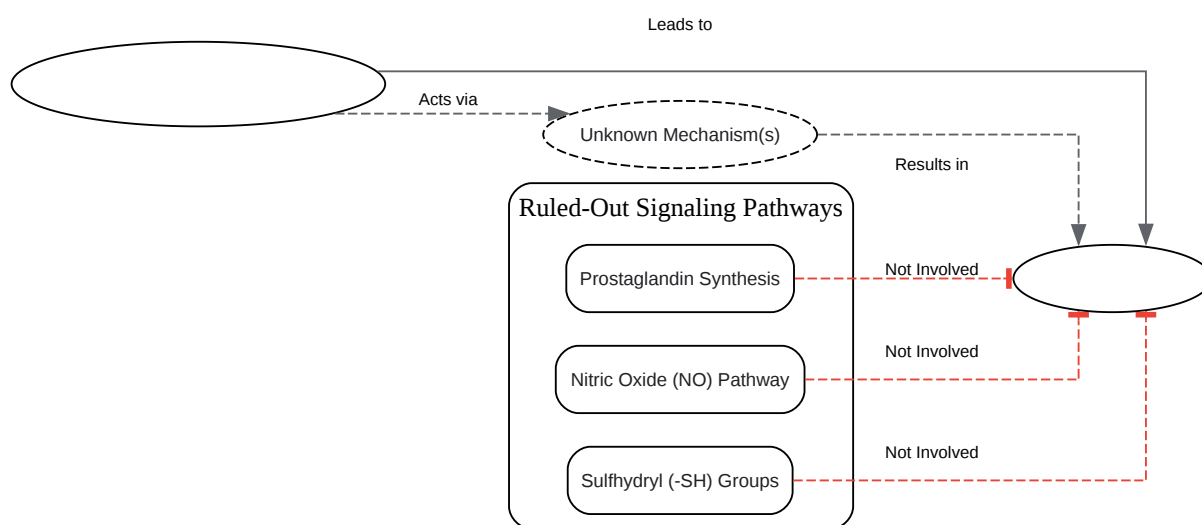 Leads to
Acts via
Unknown Mechanism(s)
Results in
Ruled-Out Signaling Pathways
Prostaglandin Synthesis
Not Involved
Nitric Oxide (NO) Pathway
Not Involved
Sulfhydryl (-SH) Groups
Not Involved